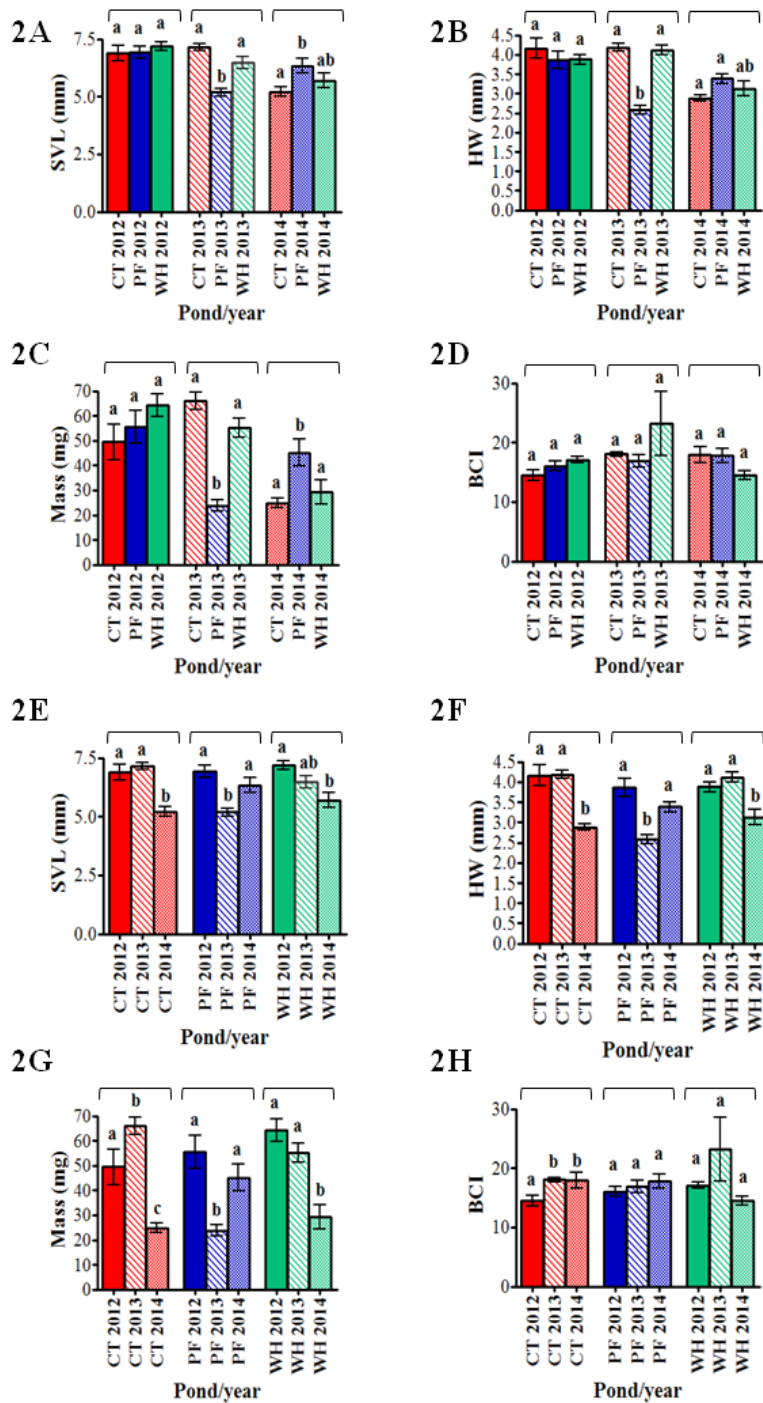 2A
SVL (mm)
7.5
5.0
2.5
0.0
a a a
a b a
a b ab
CT 2012 PF 2012 WH 2012 CT 2013 PF 2013 WH 2013 CT 2014 PF 2014 WH 2014
Pond/year
2B
HW (mm)
4.5
4.0
3.5
3.0
2.5
2.0
1.5
1.0
0.5
0.0
a a a
a b a
a a ab
CT 2012 PF 2012 WH 2012 CT 2013 PF 2013 WH 2013 CT 2014 PF 2014 WH 2014
Pond/year
2C
Mass (mg)
70
60
50
40
30
20
10
0
a a a
a b a
a b a
CT 2012 PF 2012 WH 2012 CT 2013 PF 2013 WH 2013 CT 2014 PF 2014 WH 2014
Pond/year
2D
BCI
30
20
10
0
a a a
a a a
a a a
CT 2012 PF 2012 WH 2012 CT 2013 PF 2013 WH 2013 CT 2014 PF 2014 WH 2014
Pond/year
2E
SVL (mm)
7.5
5.0
2.5
0.0
a a b
a b a
a ab b
CT 2012 CT 2013 CT 2014 PF 2012 PF 2013 PF 2014 WH 2012 WH 2013 WH 2014
Pond/year
2F
HW (mm)
4.5
4.0
3.5
3.0
2.5
2.0
1.5
1.0
0.5
0.0
a a b
a b a
a a b
CT 2012 CT 2013 CT 2014 PF 2012 PF 2013 PF 2014 WH 2012 WH 2013 WH 2014
Pond/year
2G
Mass (mg)
70
60
50
40
30
20
10
0
a b c
a b a
a a b
CT 2012 CT 2013 CT 2014 PF 2012 PF 2013 PF 2014 WH 2012 WH 2013 WH 2014
Pond/year
2H
BCI
30
20
10
0
a b b
a a a
a a a
CT 2012 CT 2013 CT 2014 PF 2012 PF 2013 PF 2014 WH 2012 WH 2013 WH 2014
Pond/year